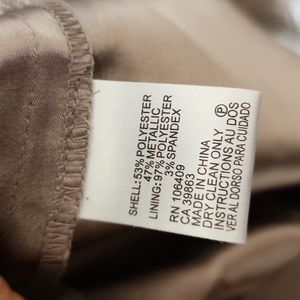 SHELL: 53% POLYESTER
47% METALLIC
LINING: 97% POLYESTER
3% SPANDEX
RN 106409
CA 39863
MADE IN CHINA
DRY CLEAN ONLY
INSTRUCTIONS AU DOS
VER AL DORSO PARA CUIDADO
P